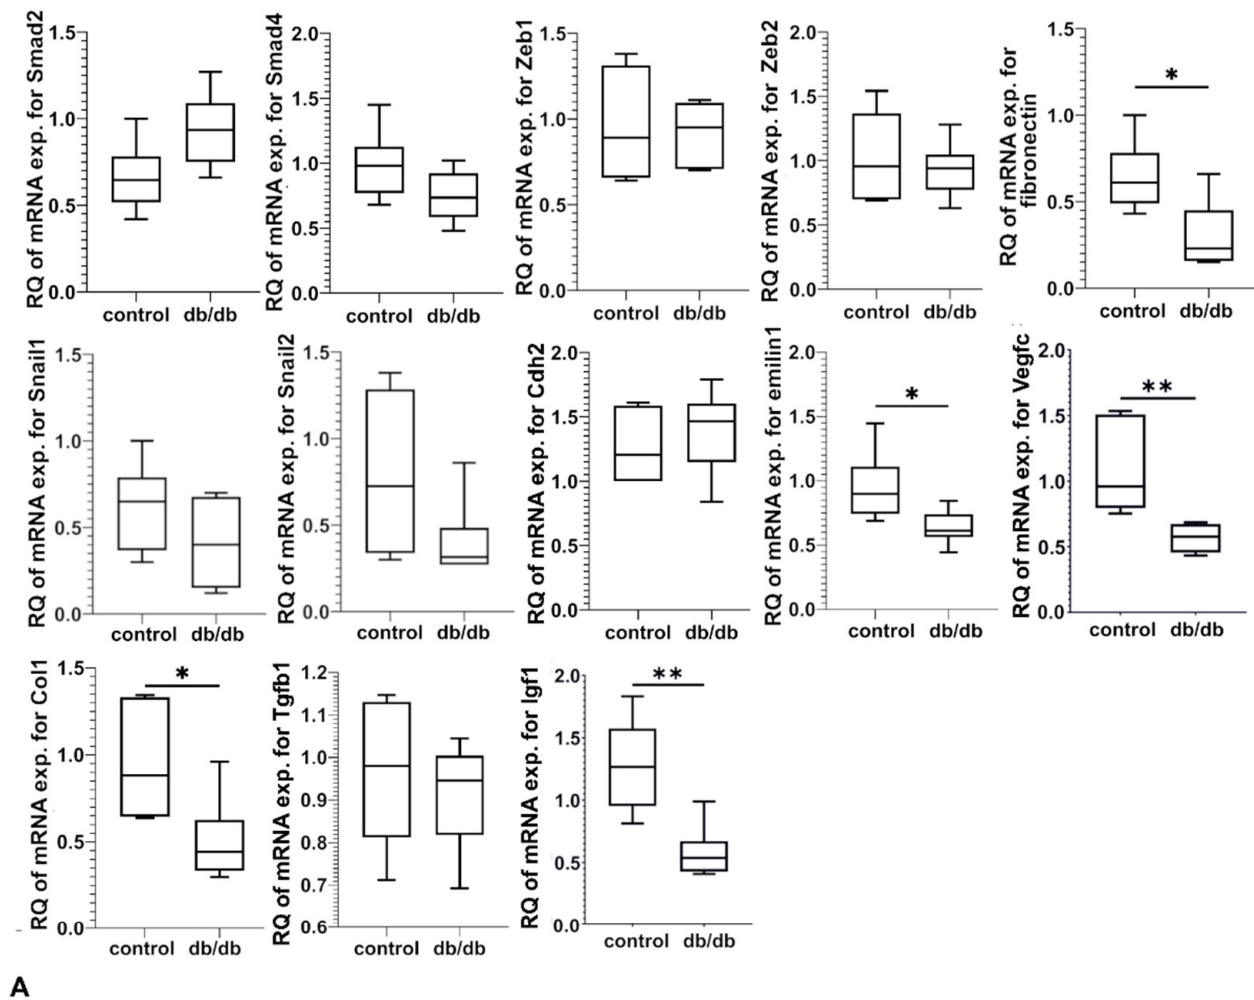 RQ of mRNA exp. for Smad2
1.5
1.0
0.5
0.0
control db/db
RQ of mRNA exp. for Smad4
2.0
1.5
1.0
0.5
0.0
control db/db
RQ of mRNA exp. for Zeb1
1.5
1.0
0.5
0.0
control db/db
RQ of mRNA exp. for Zeb2
2.0
1.5
1.0
0.5
0.0
control db/db
RQ of mRNA exp. for
fibronectin
1.5
1.0
0.5
0.0
*
control db/db
RQ of mRNA exp. for Snail1
1.5
1.0
0.5
0.0
control db/db
RQ of mRNA exp. for Snail2
1.5
1.0
0.5
0.0
control db/db
RQ of mRNA exp. for Cdh2
2.0
1.5
1.0
0.5
0.0
control db/db
RQ of mRNA exp. for emilin1
2.0
1.5
1.0
0.5
0.0
*
control db/db
RQ of mRNA exp. for Vegfc
2.0
1.5
1.0
0.5
0.0
**
control db/db
RQ of mRNA exp. for Col1
1.5
1.0
0.5
0.0
*
control db/db
RQ of mRNA exp. for Tgfb1
1.2
1.1
1.0
0.9
0.8
0.7
0.6
control db/db
RQ of mRNA exp. for Igf1
2.0
1.5
1.0
0.5
0.0
**
control db/db
A